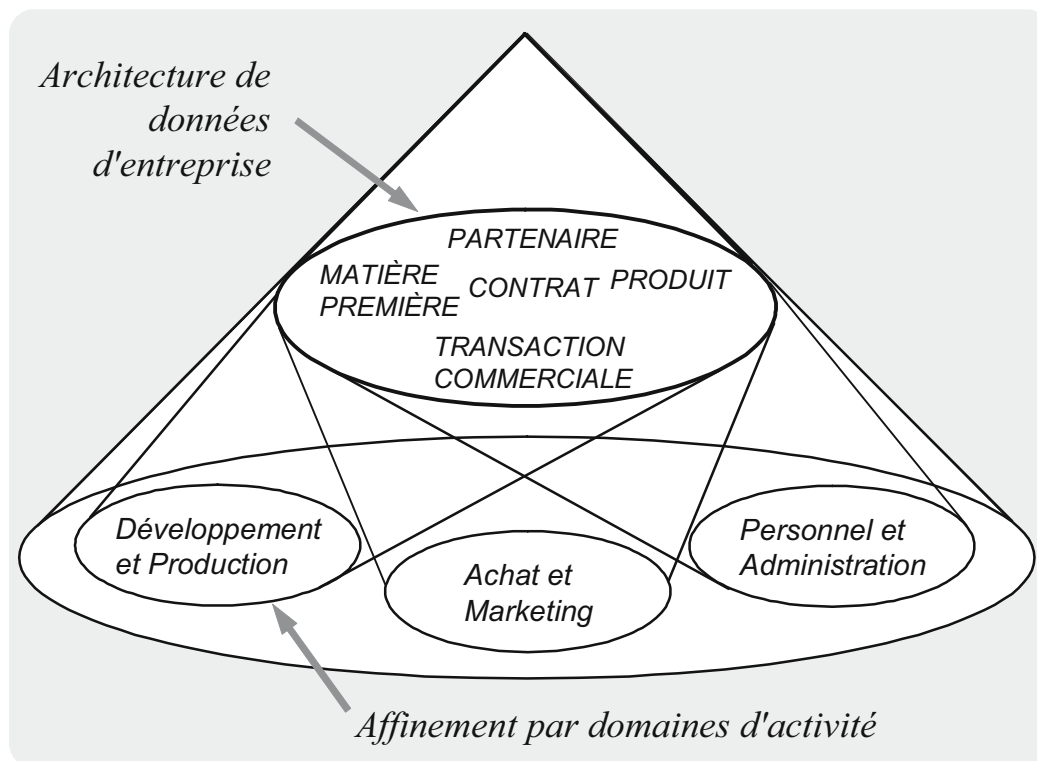 Architecture de
données
d'entreprise
PARTENAIRE
MATIÈRE
PREMIÈRE
CONTRAT
PRODUIT
TRANSACTION
COMMERCIALE
Développement
et Production
Achat et
Marketing
Personnel et
Administration
Affinement par domaines d'activité